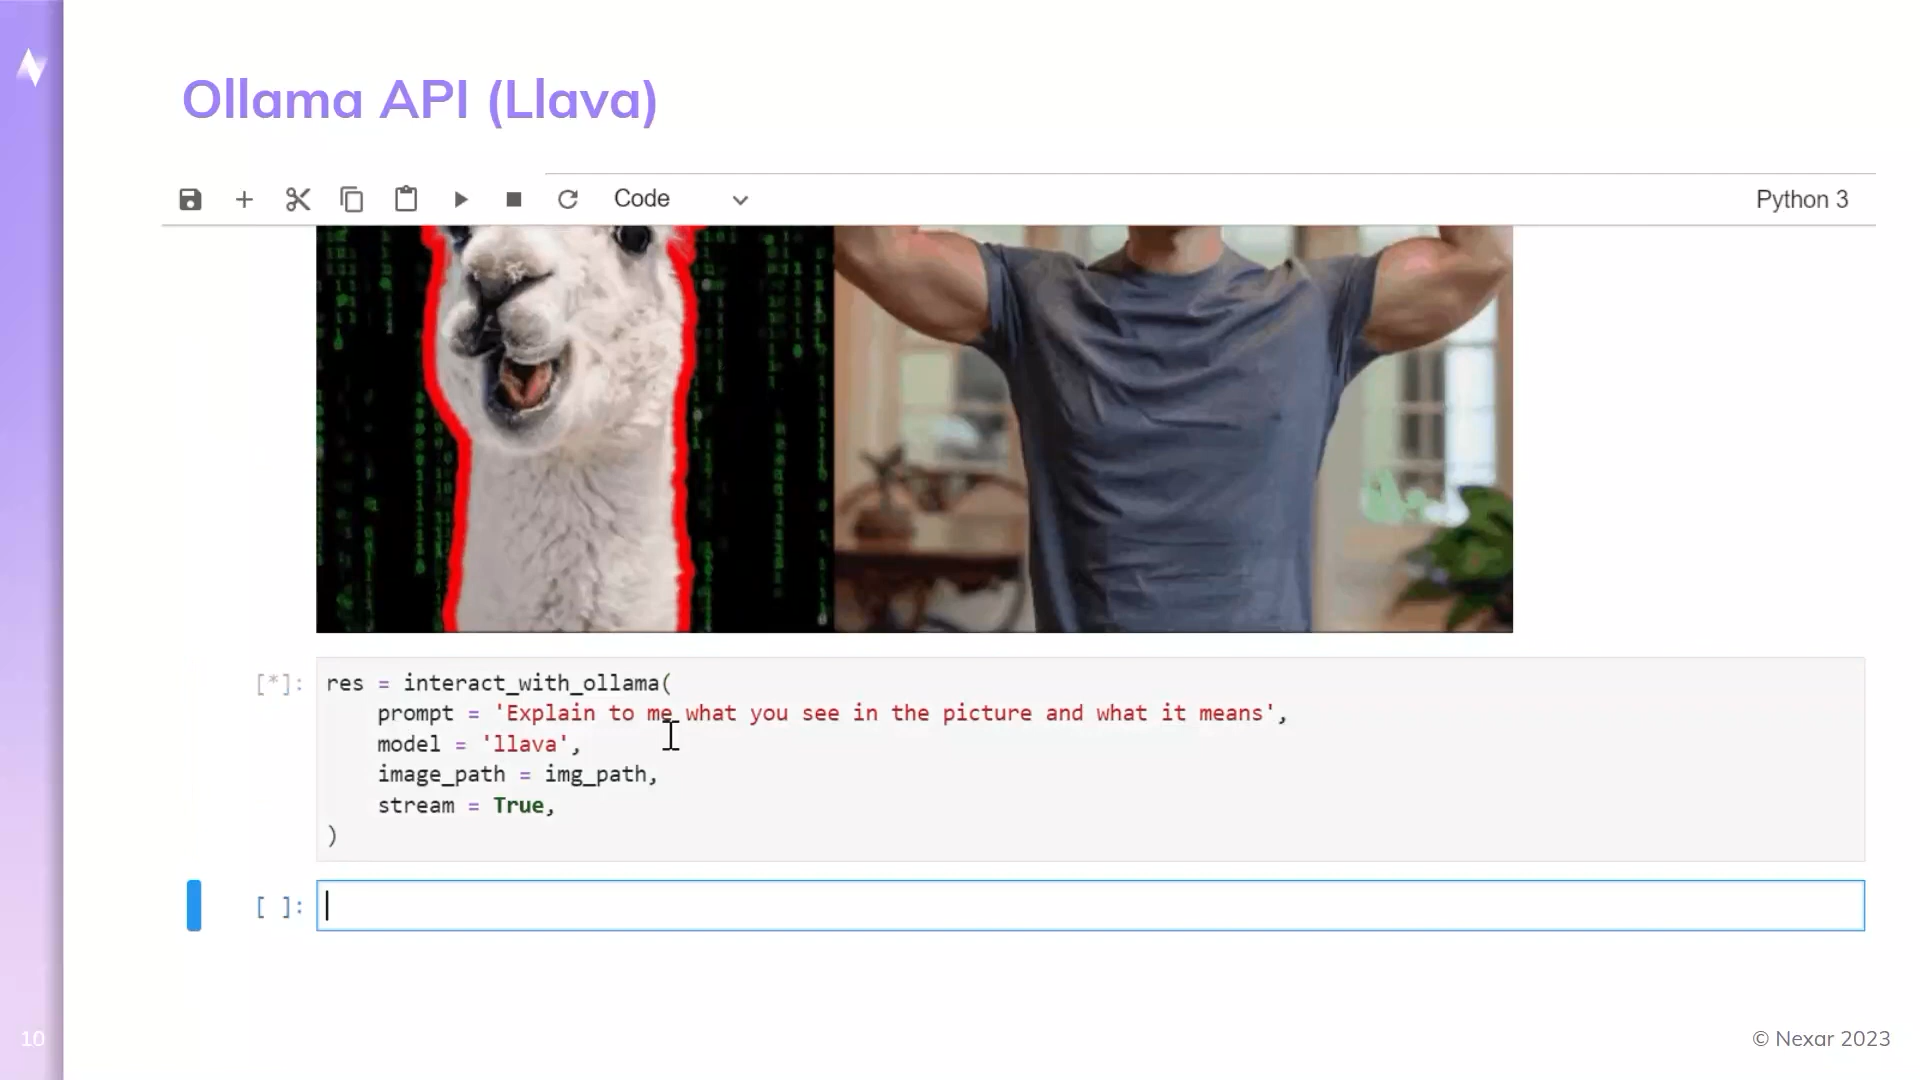 Ollama API (Llava)
Code
Python 3
[*]:
res = interact_with_ollama(
prompt = 'Explain to me what you see in the picture and what it means',
model = 'llava',
image_path = img_path,
stream = True,
)
[ ]:
10
© Nexar 2023